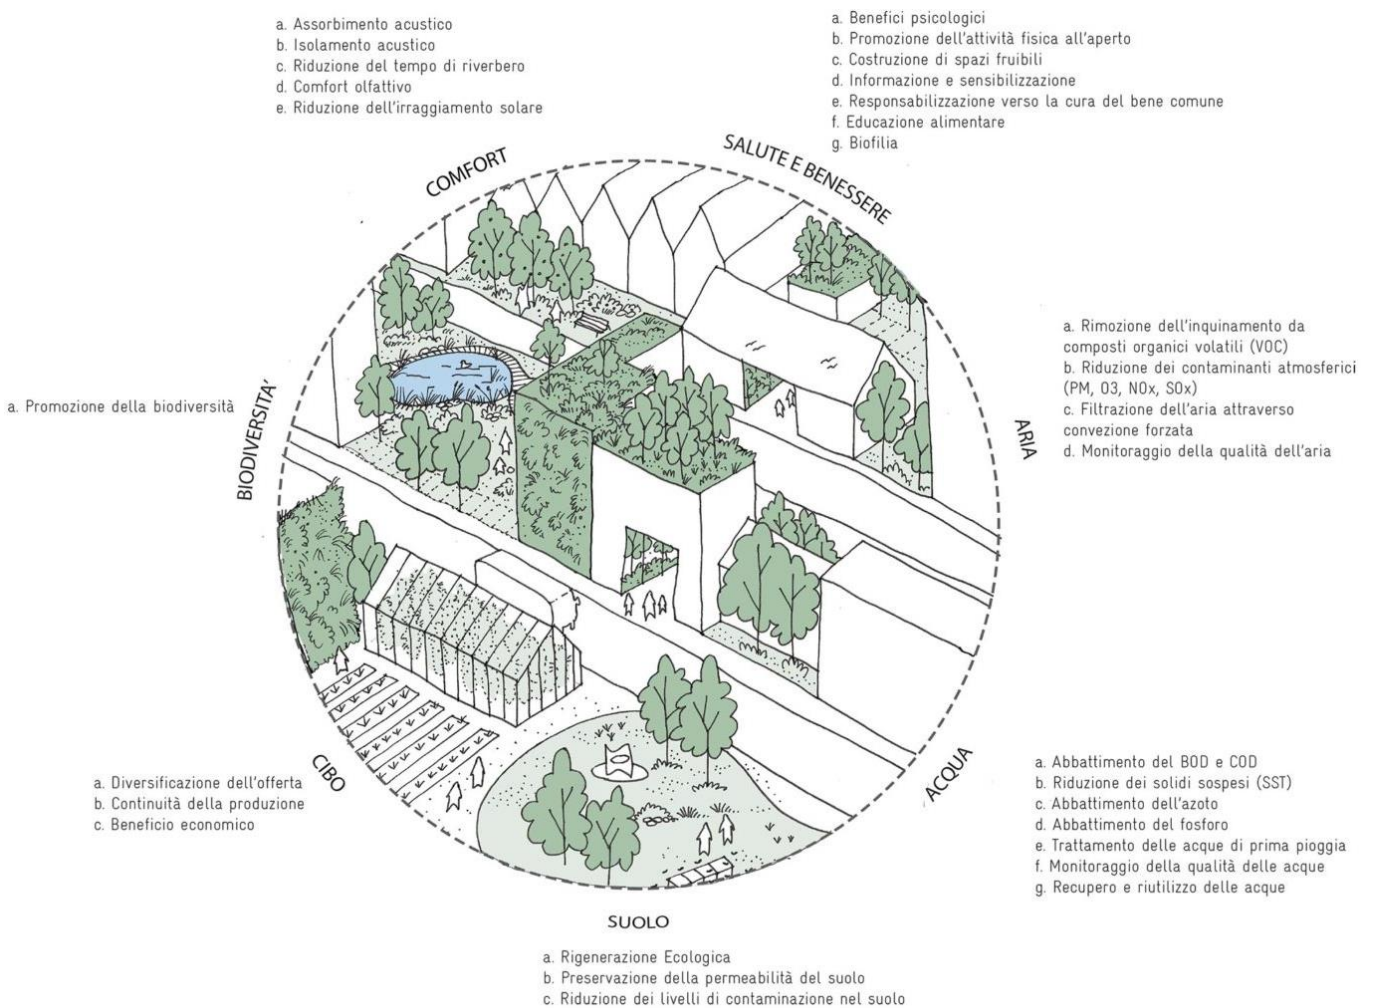 a. Assorbimento acustico
b. Isolamento acustico
c. Riduzione del tempo di riverbero
d. Comfort olfattivo
e. Riduzione dell'irraggiamento solare
a. Benefici psicologici
b. Promozione dell'attività fisica all'aperto
c. Costruzione di spazi fruibili
d. Informazione e sensibilizzazione
e. Responsabilizzazione verso la cura del bene comune
f. Educazione alimentare
g. Biofilia
COMFORT
SALUTE E BENESSERE
a. Rimozione dell'inquinamento da
composti organici volatili (VOC)
b. Riduzione dei contaminanti atmosferici
(PM, O3, NOx, SOx)
c. Filtrazione dell'aria attraverso
convezione forzata
d. Monitoraggio della qualità dell'aria
ARIA
a. Promozione della biodiversità
BIODIVERSITA'
CIBO
a. Diversificazione dell'offerta
b. Continuità della produzione
c. Beneficio economico
ACQUA
a. Abbattimento del BOD e COD
b. Riduzione dei solidi sospesi (SST)
c. Abbattimento dell'azoto
d. Abbattimento del fosforo
e. Trattamento delle acque di prima pioggia
f. Monitoraggio della qualità delle acque
g. Recupero e riutilizzo delle acque
SUOLO
a. Rigenerazione Ecologica
b. Preservazione della permeabilità del suolo
c. Riduzione dei livelli di contaminazione nel suolo